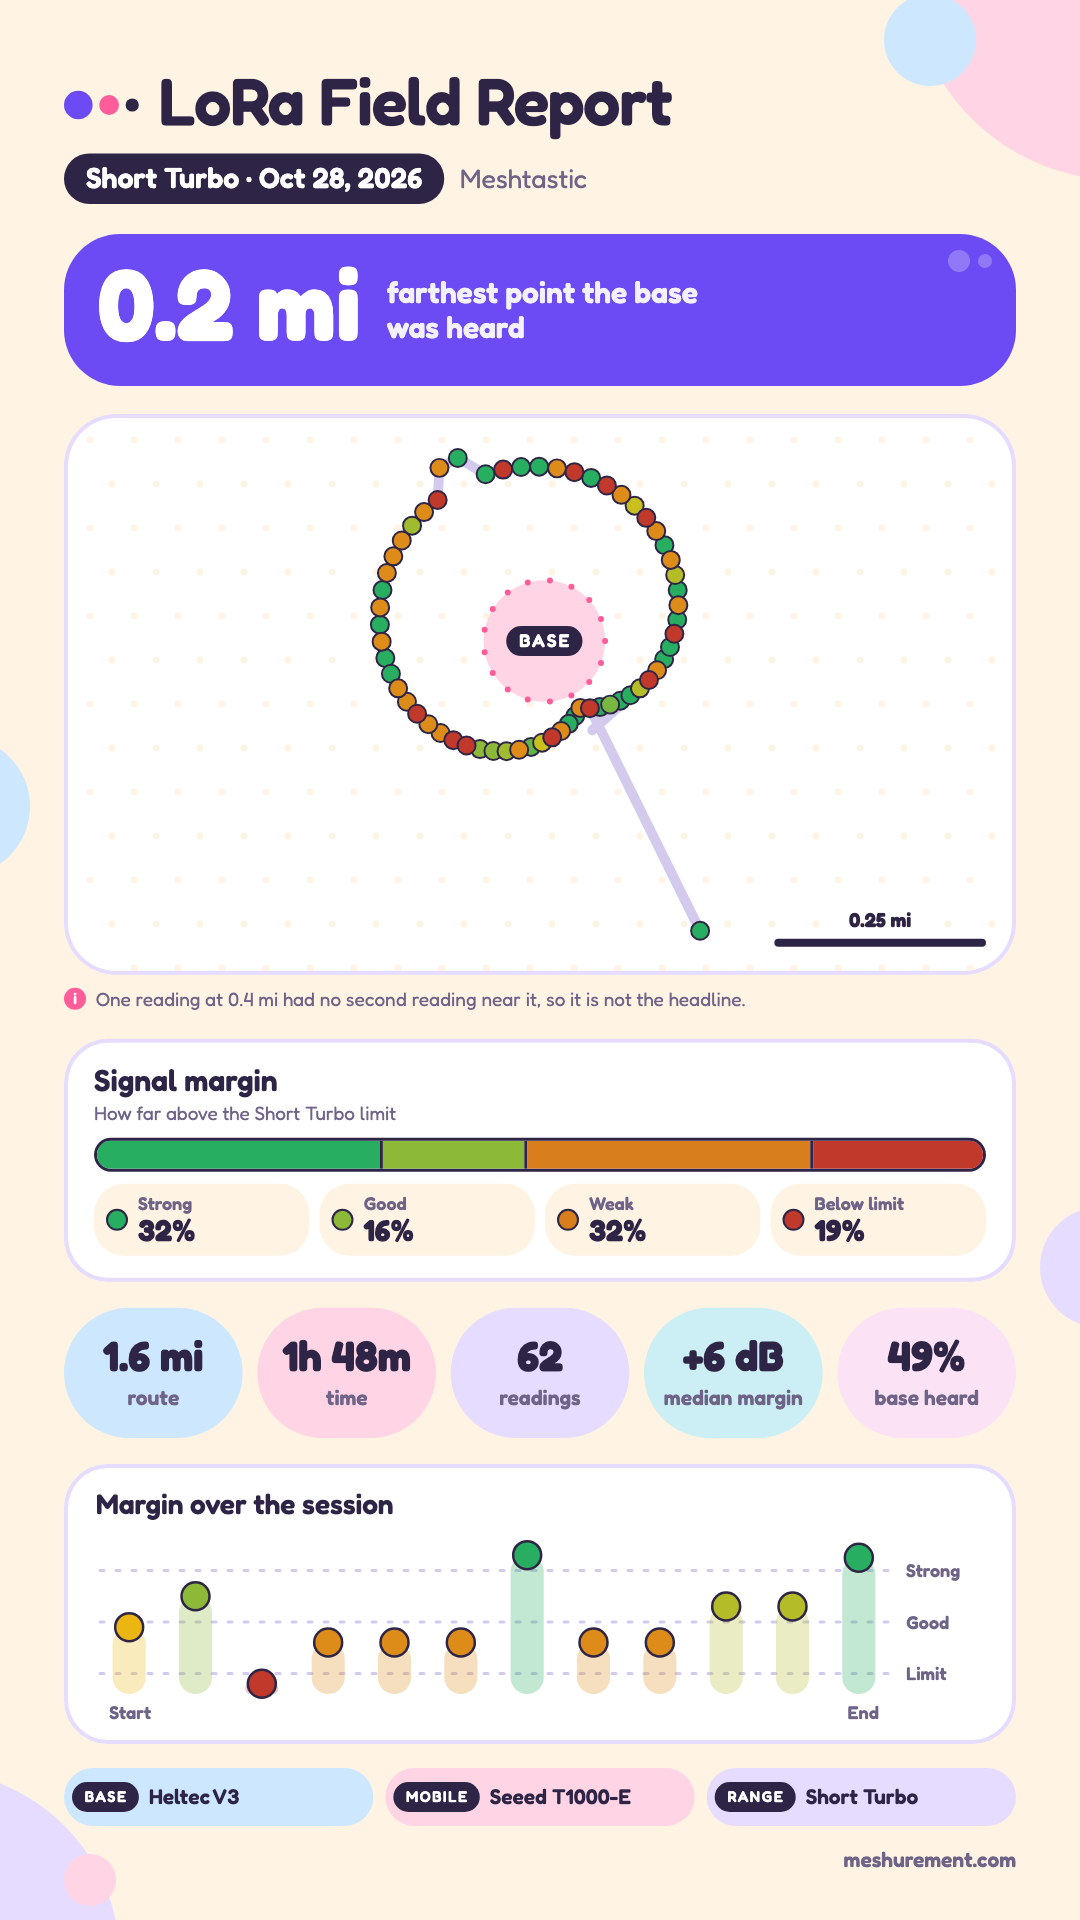 LoRa Field Report
Short Turbo · Oct 28, 2026 Meshtastic
0.2 mi
farthest point the base
was heard
BASE
0.25 mi
i One reading at 0.4 mi had no second reading near it, so it is not the headline.
Signal margin
How far above the Short Turbo limit
Strong
32%
Good
16%
Weak
32%
Below limit
19%
1.6 mi
route
1h 48m
time
62
readings
+6 dB
median margin
49%
base heard
Margin over the session
Strong
Good
Limit
Start
End
BASE Heltec V3
MOBILE Seeed T1000-E
RANGE Short Turbo
meshurement.com